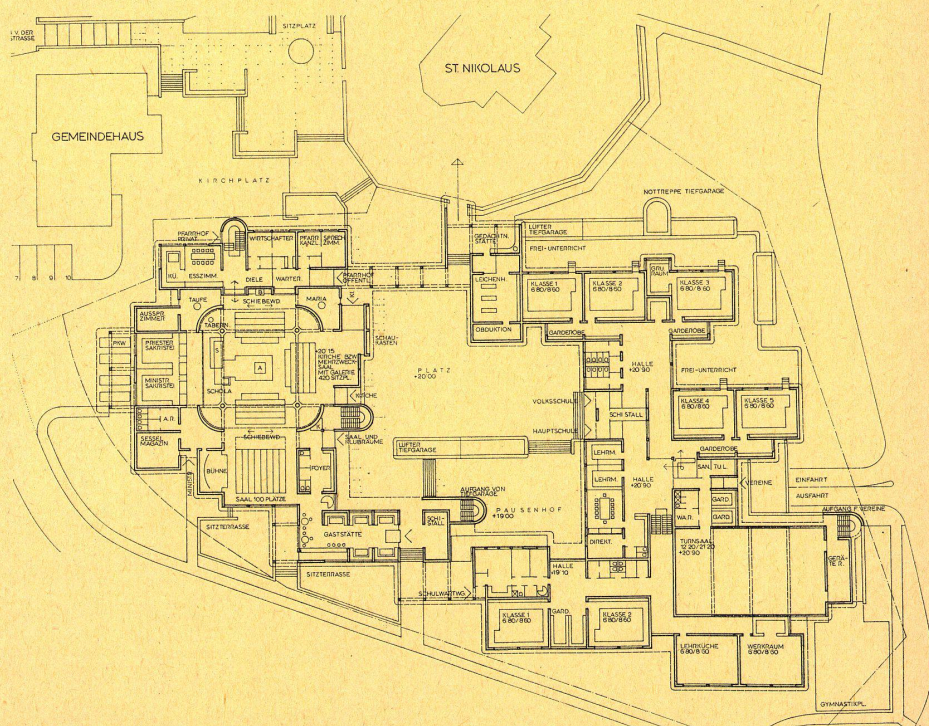 I.V. DER
STRASSE
SITZPLATZ
ST. NIKOLAUS
GEMEINDEHAUS
KIRCHPLATZ
7 8 9 10
NOTTREPPE TIEFGARAGE
PFARRHOF
PRIVAT
WIRTSCHAFTER
PFARR
KANZL.
SPRECH
ZIMM.
KÜ.
ESSZIMM.
DIELE
WARTER.
PFARRHOF
ÖFFENTL.
GEDÄCHTN.
STÄTTE
LÜFTER
TIEFGARAGE
FREI-UNTERRICHT
LEICHENH.
OBDUKTION
KLASSE 1
6 80/8 60
KLASSE 2
6 80/8 60
GRU.
RAUM
KLASSE 3
6 80/8 60
GARDEROBE
GARDEROBE
TAUFE
SCHIEBEWD
MARIA
TABERN.
AUSSPR.
ZIMMER
PKW
PRIESTER
SAKRISTEI
MINISTR.
SAKRISTEI
S
A
SCHOLA
+20'15
KIRCHE BZW.
MEHRZWECK-
SAAL
MIT GALERIE
420 SITZPL.
KIRCHE
SCHAU-
KÄSTEN
PLATZ
+20'00
HALLE
+20'90
FREI-UNTERRICHT
VOLKSSCHULE
SCHI STALL
HAUPTSCHULE
KLASSE 4
6 80/8 60
KLASSE 5
6 80/8 60
GARDEROBE
A.R.
SESSEL
MAGAZIN
SCHIEBEWD
SAAL UND
KLUBRÄUME
BÜHNE
FOYER
SAAL 100 PLÄTZE
MINISTR.
LÜFTER
TIEFGARAGE
LEHRM.
LEHRM.
HALLE
+20'90
SAN.
TU L.
VEREINE
EINFAHRT
AUSFAHRT
AUFGANG VON
TIEFGARAGE
PAUSENHOF
+19'00
WA.R.
GARD
GARD
AUFGANG F. VEREINE
SITZTERRASSE
GASTSTÄTTE
SCHI-
STALL
DIREKT.
TURNSAAL
12 20/21 20
+20 90
GERÄ-
TE R.
SITZTERRASSE
HALLE
+19'10
SCHULWARTWG.
KLASSE 1
6 80/8 60
GARD.
KLASSE 2
6 80/8 60
LEHRKÜCHE
6 80/8 60
WERKRAUM
6 80/8 60
GYMNASTIKPL.